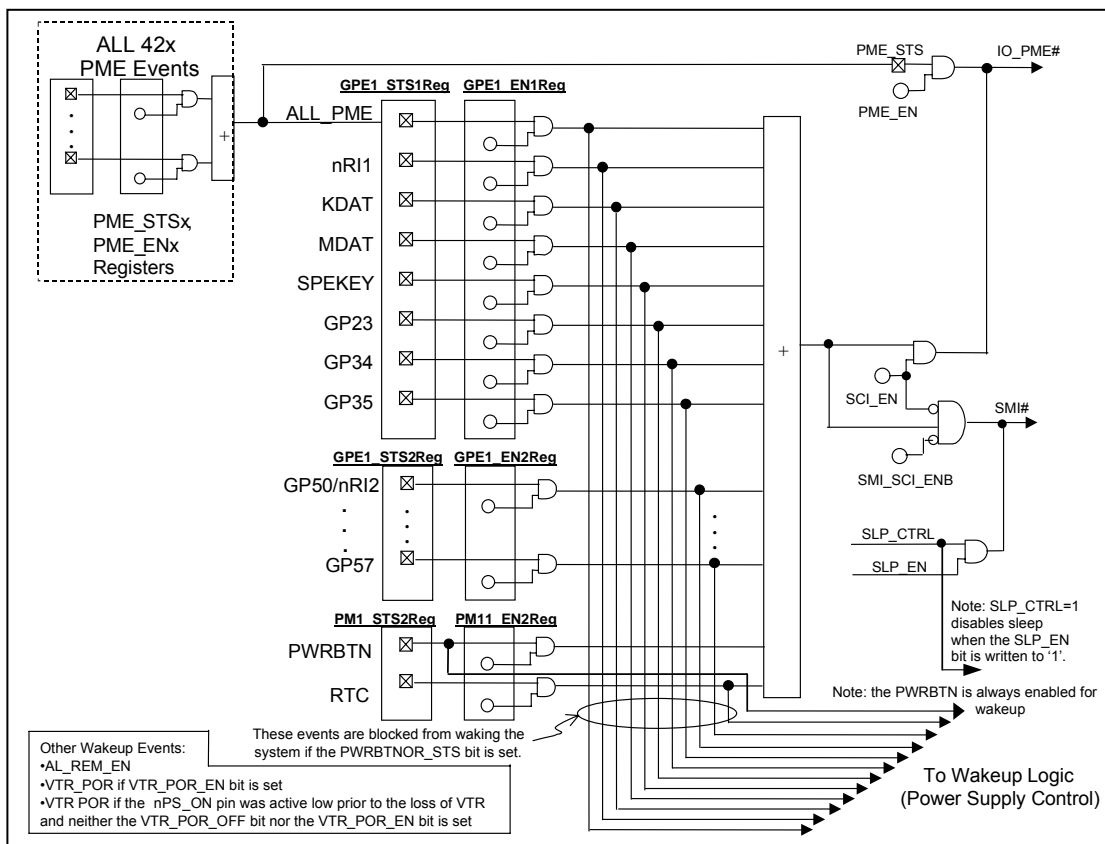 ALL 42x
PME Events
PME_STSx,
PME_ENx
Registers
PME_STS
IO_PME#
PME_EN
GPE1_STS1Reg
GPE1_EN1Reg
ALL_PME
nRI1
KDAT
MDAT
SPEKEY
GP23
GP34
GP35
+
+
SCI_EN
SMI#
SMI_SCI_ENB
GPE1_STS2Reg
GPE1_EN2Reg
GP50/nRI2
GP57
SLP_CTRL
SLP_EN
Note: SLP_CTRL=1
disables sleep
when the SLP_EN
bit is written to ‘1’.
PM1_STS2Reg
PM11_EN2Reg
PWRBTN
RTC
Note: the PWRBTN is always enabled for
wakeup
These events are blocked from waking the
system if the PWRBTNOR_STS bit is set.
Other Wakeup Events:
•AL_REM_EN
•VTR_POR if VTR_POR_EN bit is set
•VTR POR if the nPS_ON pin was active low prior to the loss of VTR
and neither the VTR_POR_OFF bit nor the VTR_POR_EN bit is set
To Wakeup Logic
(Power Supply Control)